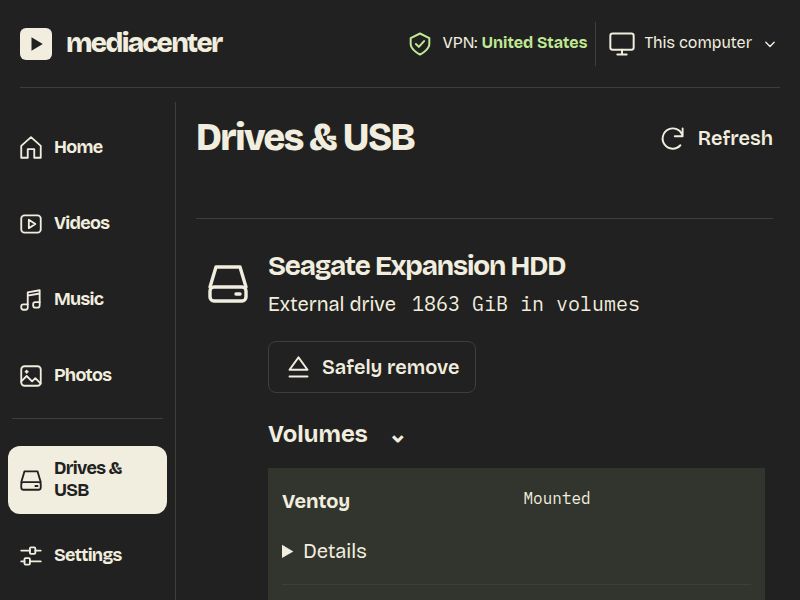 mediacenter
VPN: United States
This computer
Home
Videos
Music
Photos
Drives &
USB
Settings
Drives & USB
Refresh
Seagate Expansion HDD
External drive 1863 GiB in volumes
Safely remove
Volumes
Ventoy
Mounted
Details